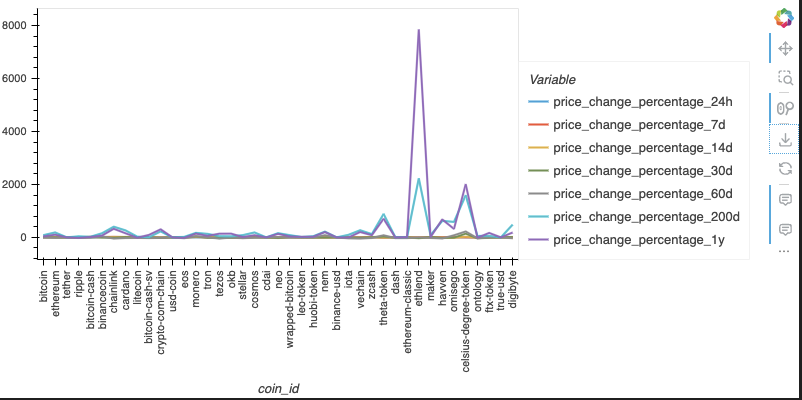 8000
6000
4000
2000
0
Variable
price_change_percentage_24h
price_change_percentage_7d
price_change_percentage_14d
price_change_percentage_30d
price_change_percentage_60d
price_change_percentage_200d
price_change_percentage_1y
bitcoin
ethereum
tether
ripple
bitcoin-cash
binancecoin
chainlink
cardano
litecoin
bitcoin-cash-sv
crypto-com-chain
usd-coin
eos
monero
tron
tezos
okb
stellar
cosmos
cdai
neo
wrapped-bitcoin
leo-token
huobi-token
nem
binance-usd
iota
vechain
zcash
theta-token
dash
ethereum-classic
ethlend
maker
havven
omisego
celsius-degree-token
ontology
ftx-token
true-usd
digibyte
coin_id